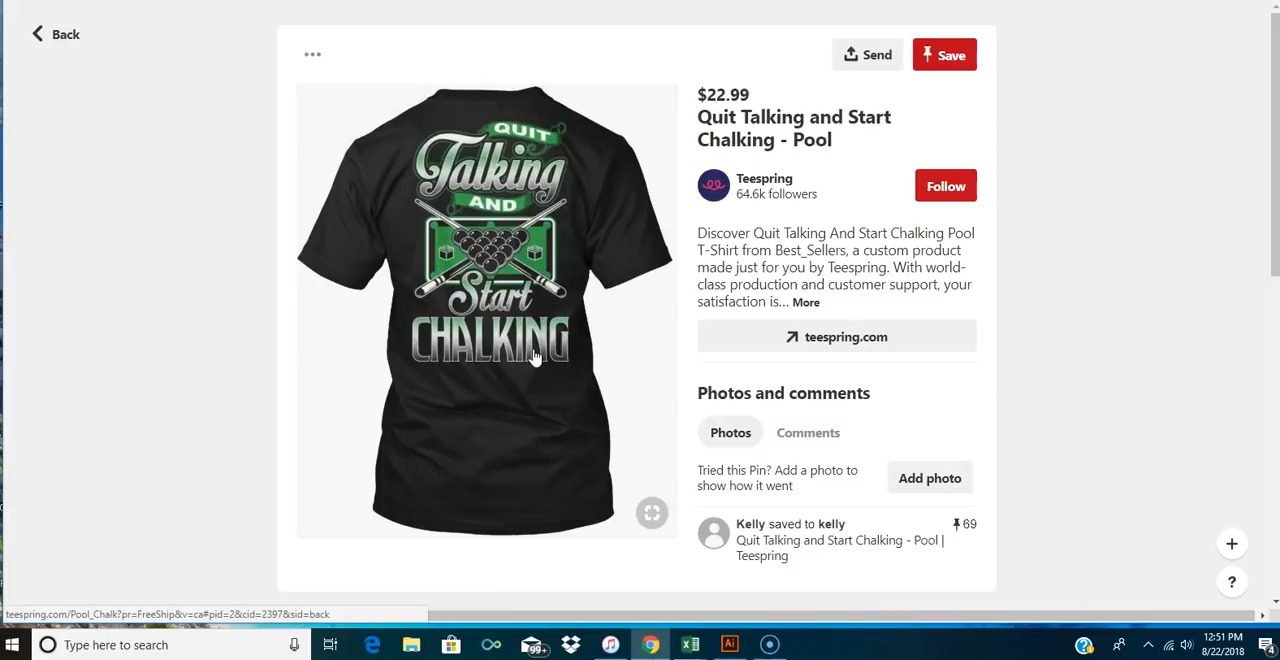 Back
Send
Save
$22.99
Quit Talking and Start
Chalking - Pool
Teespring
64.6k followers
Follow
Discover Quit Talking And Start Chalking Pool
T-Shirt from Best_Sellers, a custom product
made just for you by Teespring. With world-
class production and customer support, your
satisfaction is... More
teespring.com
Photos and comments
Photos
Comments
Tried this Pin? Add a photo to
show how it went
Add photo
Kelly saved to kelly
69
Quit Talking and Start Chalking - Pool |
Teespring
QUIT
Talking
AND
Start
CHALKING
+
?
teespring.com/Pool_Chalk?pr=FreeShip&v=ca#pid=2&cid=2397&sid=back
Type here to search
99+
Ai
12:51 PM
8/22/2018
4